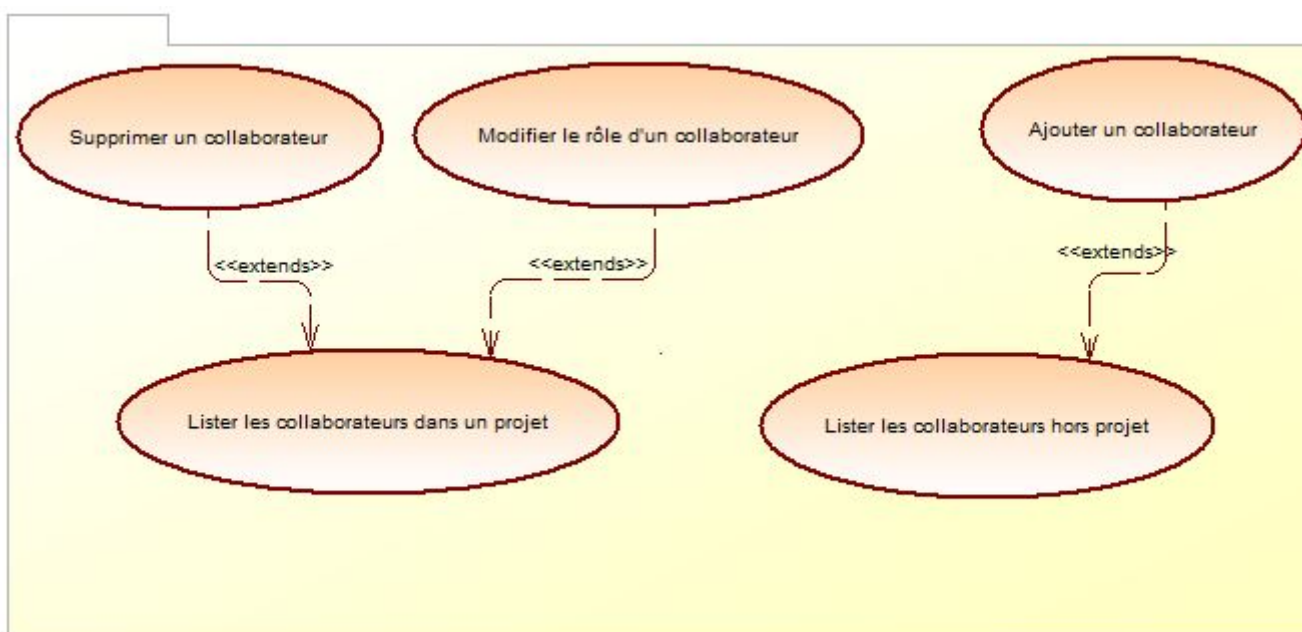 Supprimer un collaborateur
Modifier le rôle d'un collaborateur
Ajouter un collaborateur
<<extends>>
<<extends>>
<<extends>>
Lister les collaborateurs dans un projet
Lister les collaborateurs hors projet